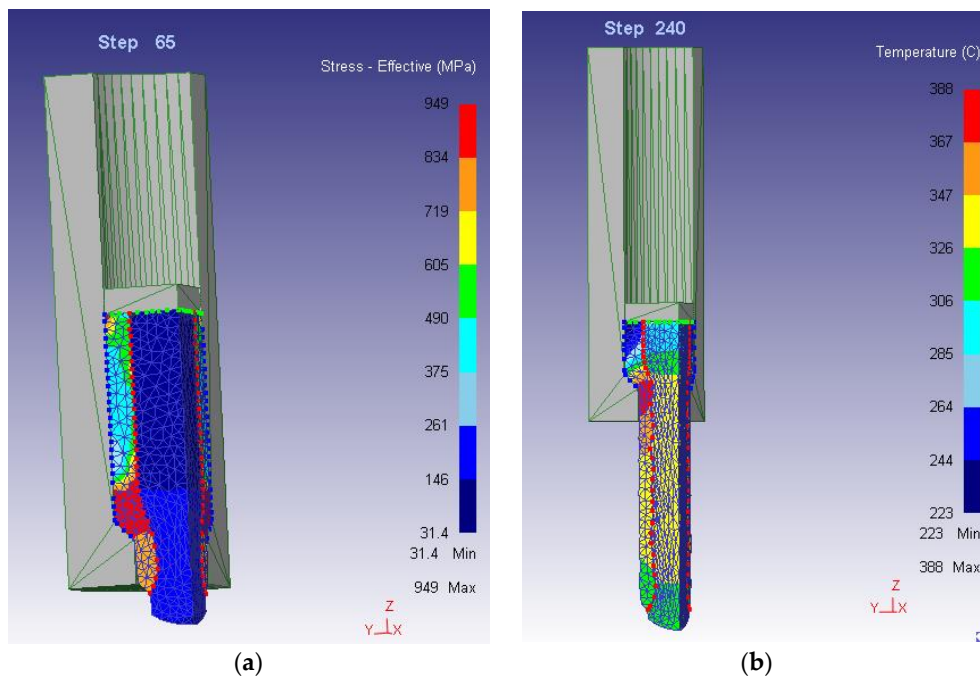 Step 65
Stress - Effective (MPa)
949
834
719
605
490
375
261
146
31.4
31.4 Min
949 Max
Z
Y X
(a)
Step 240
Temperature (C)
388
367
347
326
306
285
264
244
223
223 Min
388 Max
Z
Y X
(b)